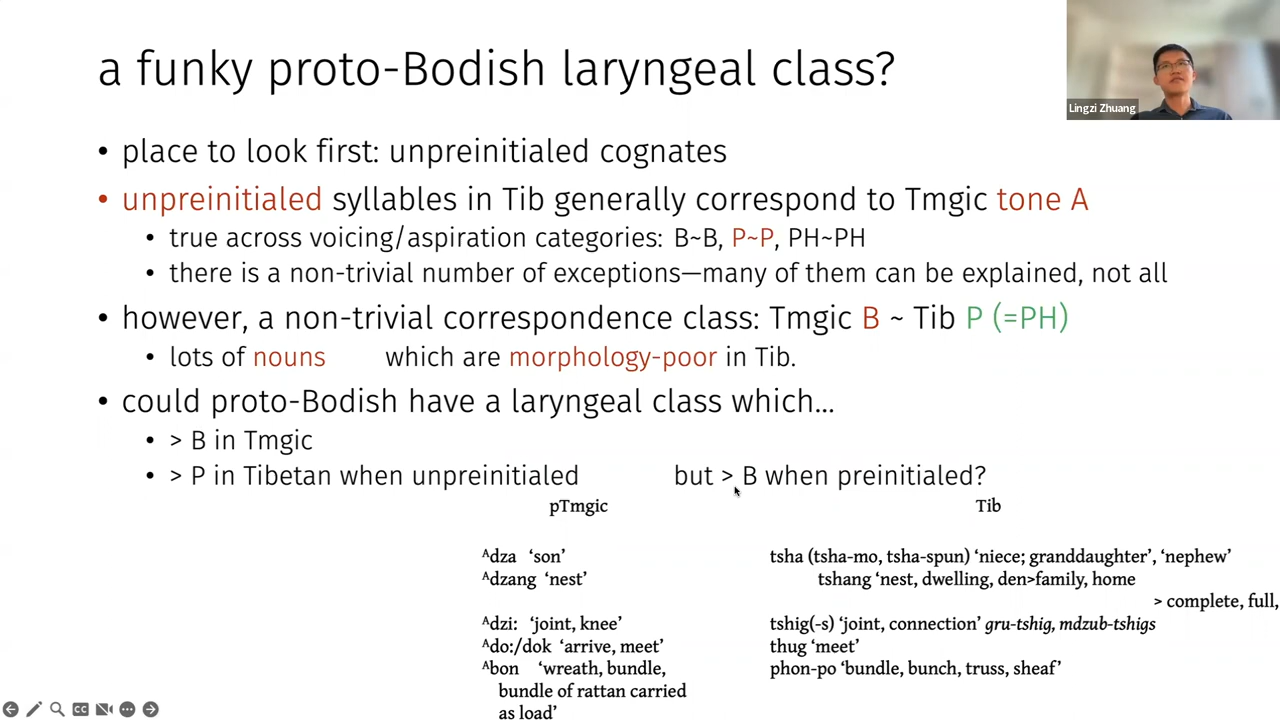 a funky proto-Bodish laryngeal class?
Lingzi Zhuang
• place to look first: unpreinitialed cognates
• unpreinitialed syllables in Tib generally correspond to Tmgic tone A
• true across voicing/aspiration categories: B~B, P~P, PH~PH
• there is a non-trivial number of exceptions—many of them can be explained, not all
• however, a non-trivial correspondence class: Tmgic B ~ Tib P (=PH)
• lots of nouns which are morphology-poor in Tib.
• could proto-Bodish have a laryngeal class which…
• > B in Tmgic
• > P in Tibetan when unpreinitialed but > B when preinitialed?
pTmgic Tib
ᴬdza ‘son’ tsha (tsha-mo, tsha-spun) ‘niece; granddaughter’, ‘nephew’
ᴬdzang ‘nest’ tshang ‘nest, dwelling, den>family, home
> complete, full,
ᴬdzi: ‘joint, knee’ tshig(-s) ‘joint, connection’ gru-tshig, mdzub-tshigs
ᴬdo:/dok ‘arrive, meet’ thug ‘meet’
ᴬbon ‘wreath, bundle, phon-po ‘bundle, bunch, truss, sheaf’
bundle of rattan carried
as load’
CC